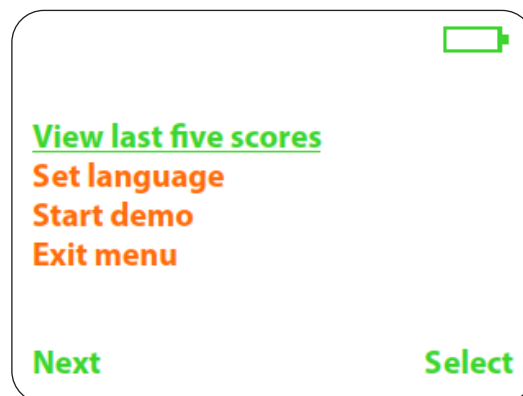 View last five scores
Set language
Start demo
Exit menu
Next Select